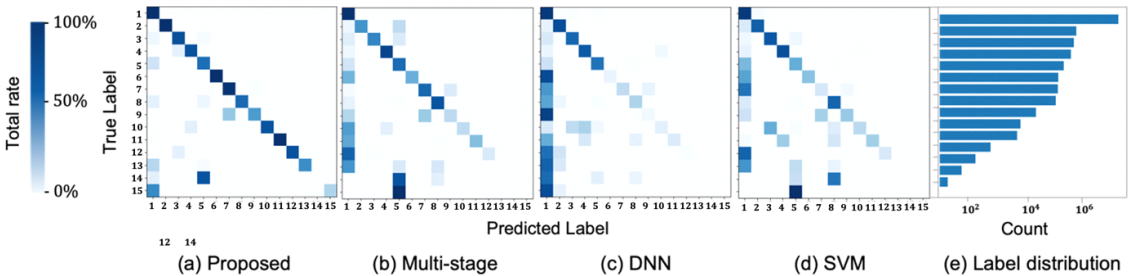 Total rate
100%
50%
0%
True Label
1
2
3
4
5
6
7
8
9
10
11
12
13
14
15
1 2 3 4 5 6 7 8 9 10 11 12 13 14 15
1 2 3 4 5 6 7 8 9 10 11 12 13 14 15
1 2 3 4 5 6 7 8 9 10 11 12 13 14 15
1 2 3 4 5 6 7 8 9 10 11 12 13 14 15
10² 10⁴ 10⁶
Predicted Label
Count
12 14
(a) Proposed (b) Multi-stage (c) DNN (d) SVM (e) Label distribution